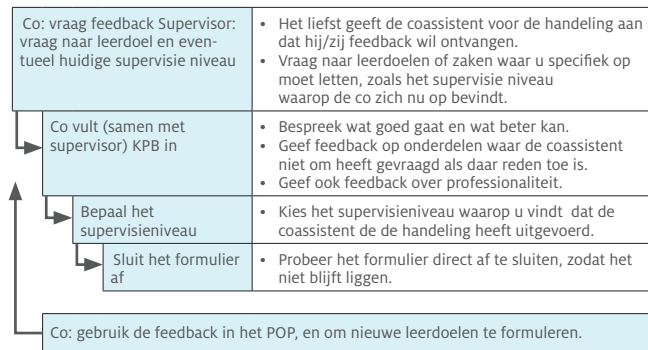 Co: vraag feedback Supervisor:
vraag naar leerdoel en even-
tueel huidige supervisie niveau
• Het liefst geeft de coassistent voor de handeling aan
dat hij/zij feedback wil ontvangen.
• Vraag naar leerdoelen of zaken waar u specifiek op
moet letten, zoals het supervisie niveau
waarop de co zich nu op bevindt.
Co vult (samen met
supervisor) KPB in
• Bespreek wat goed gaat en wat beter kan.
• Geef feedback op onderdelen waar de coassistent
niet om heeft gevraagd als daar reden toe is.
• Geef ook feedback over professionaliteit.
Bepaal het
supervisieniveau
• Kies het supervisieniveau waarop u vindt dat de
coassistent de de handeling heeft uitgevoerd.
Sluit het formulier
af
• Probeer het formulier direct af te sluiten, zodat het
niet blijft liggen.
Co: gebruik de feedback in het POP, en om nieuwe leerdoelen te formuleren.